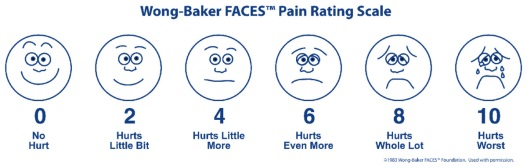 Wong-Baker FACES™ Pain Rating Scale
0 2 4 6 8 10
No Hurts Hurts Little Hurts Hurts Hurts
Hurt Little Bit More Even More Whole Lot Worst
©1983 Wong-Baker FACES™ Foundation. Used with permission.